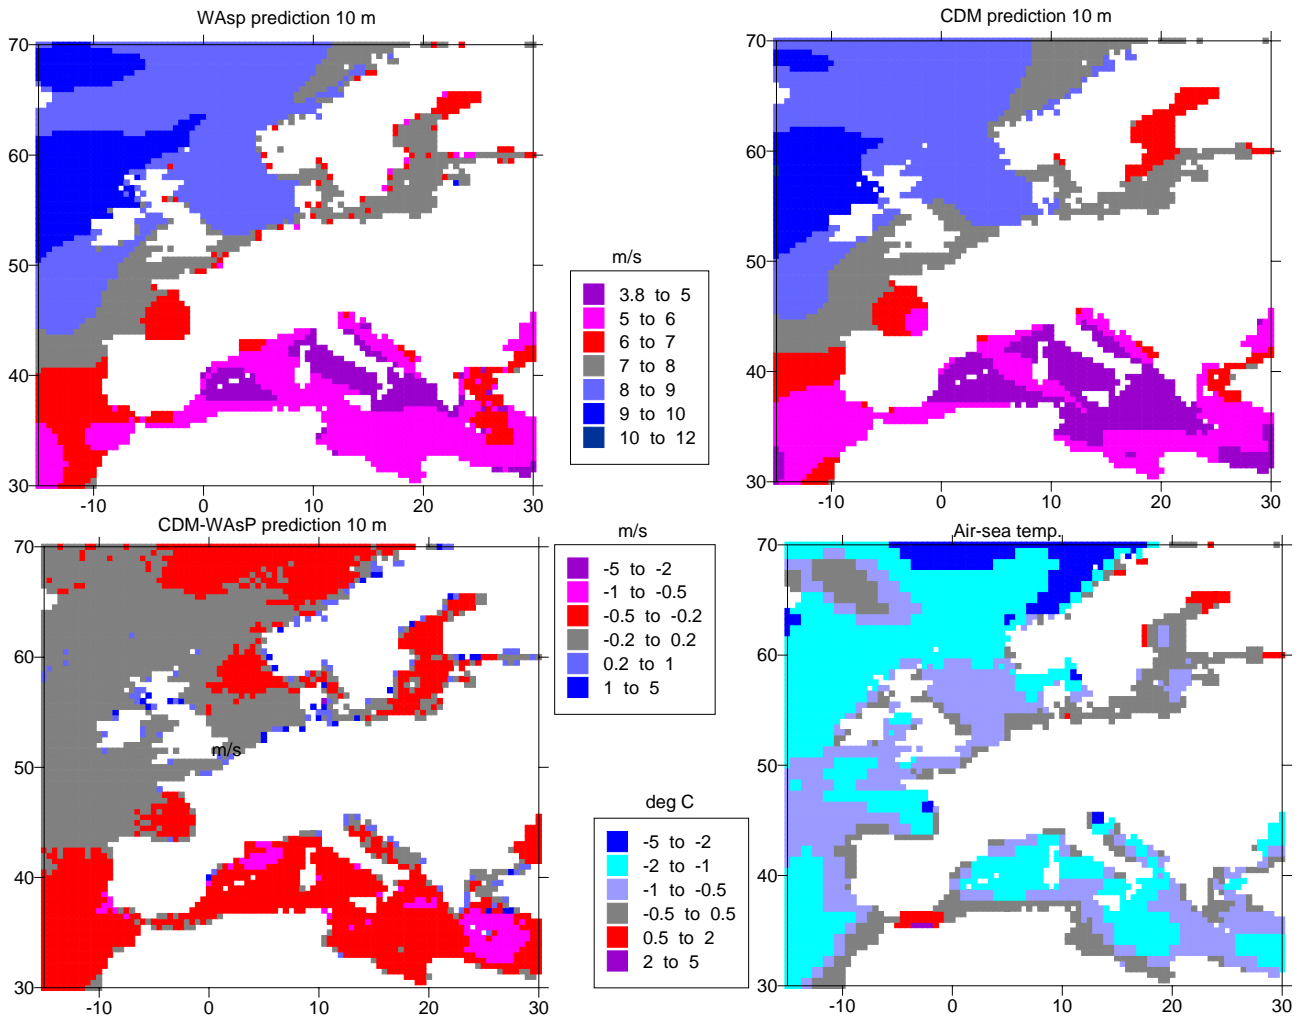 WAsp prediction 10 m
70
60
50
40
30
-10
0
10
20
30
CDM prediction 10 m
70
60
50
40
30
-10
0
10
20
30
m/s
3.8 to 5
5 to 6
6 to 7
7 to 8
8 to 9
9 to 10
10 to 12
CDM-WAsP prediction 10 m
70
60
50
40
30
-10
0
10
20
30
m/s
m/s
-5 to -2
-1 to -0.5
-0.5 to -0.2
-0.2 to 0.2
0.2 to 1
1 to 5
deg C
-5 to -2
-2 to -1
-1 to -0.5
-0.5 to 0.5
0.5 to 2
2 to 5
Air-sea temp.
70
60
50
40
30
-10
0
10
20
30